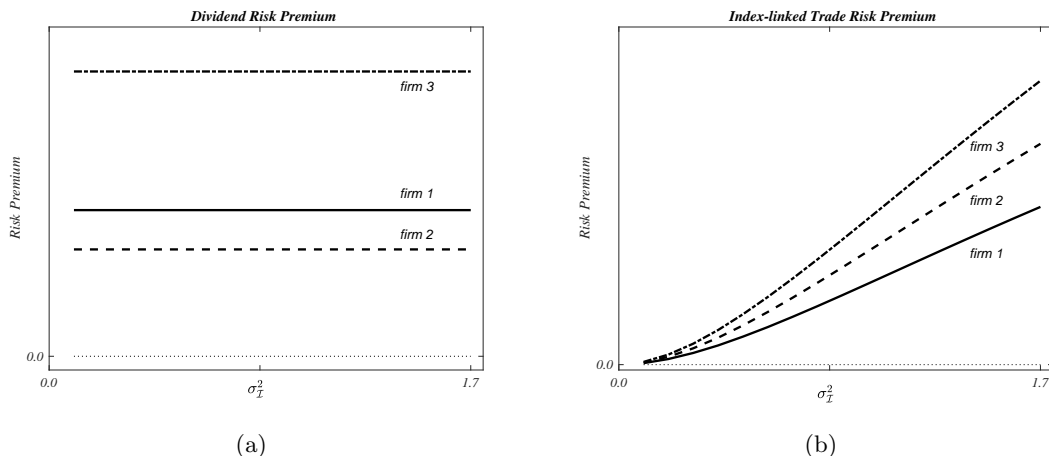 Dividend Risk Premium
Risk Premium
firm 3
firm 1
firm 2
0.0
0.0
1.7
σ²_I
(a)
Index-linked Trade Risk Premium
Risk Premium
firm 3
firm 2
firm 1
0.0
0.0
1.7
σ²_I
(b)